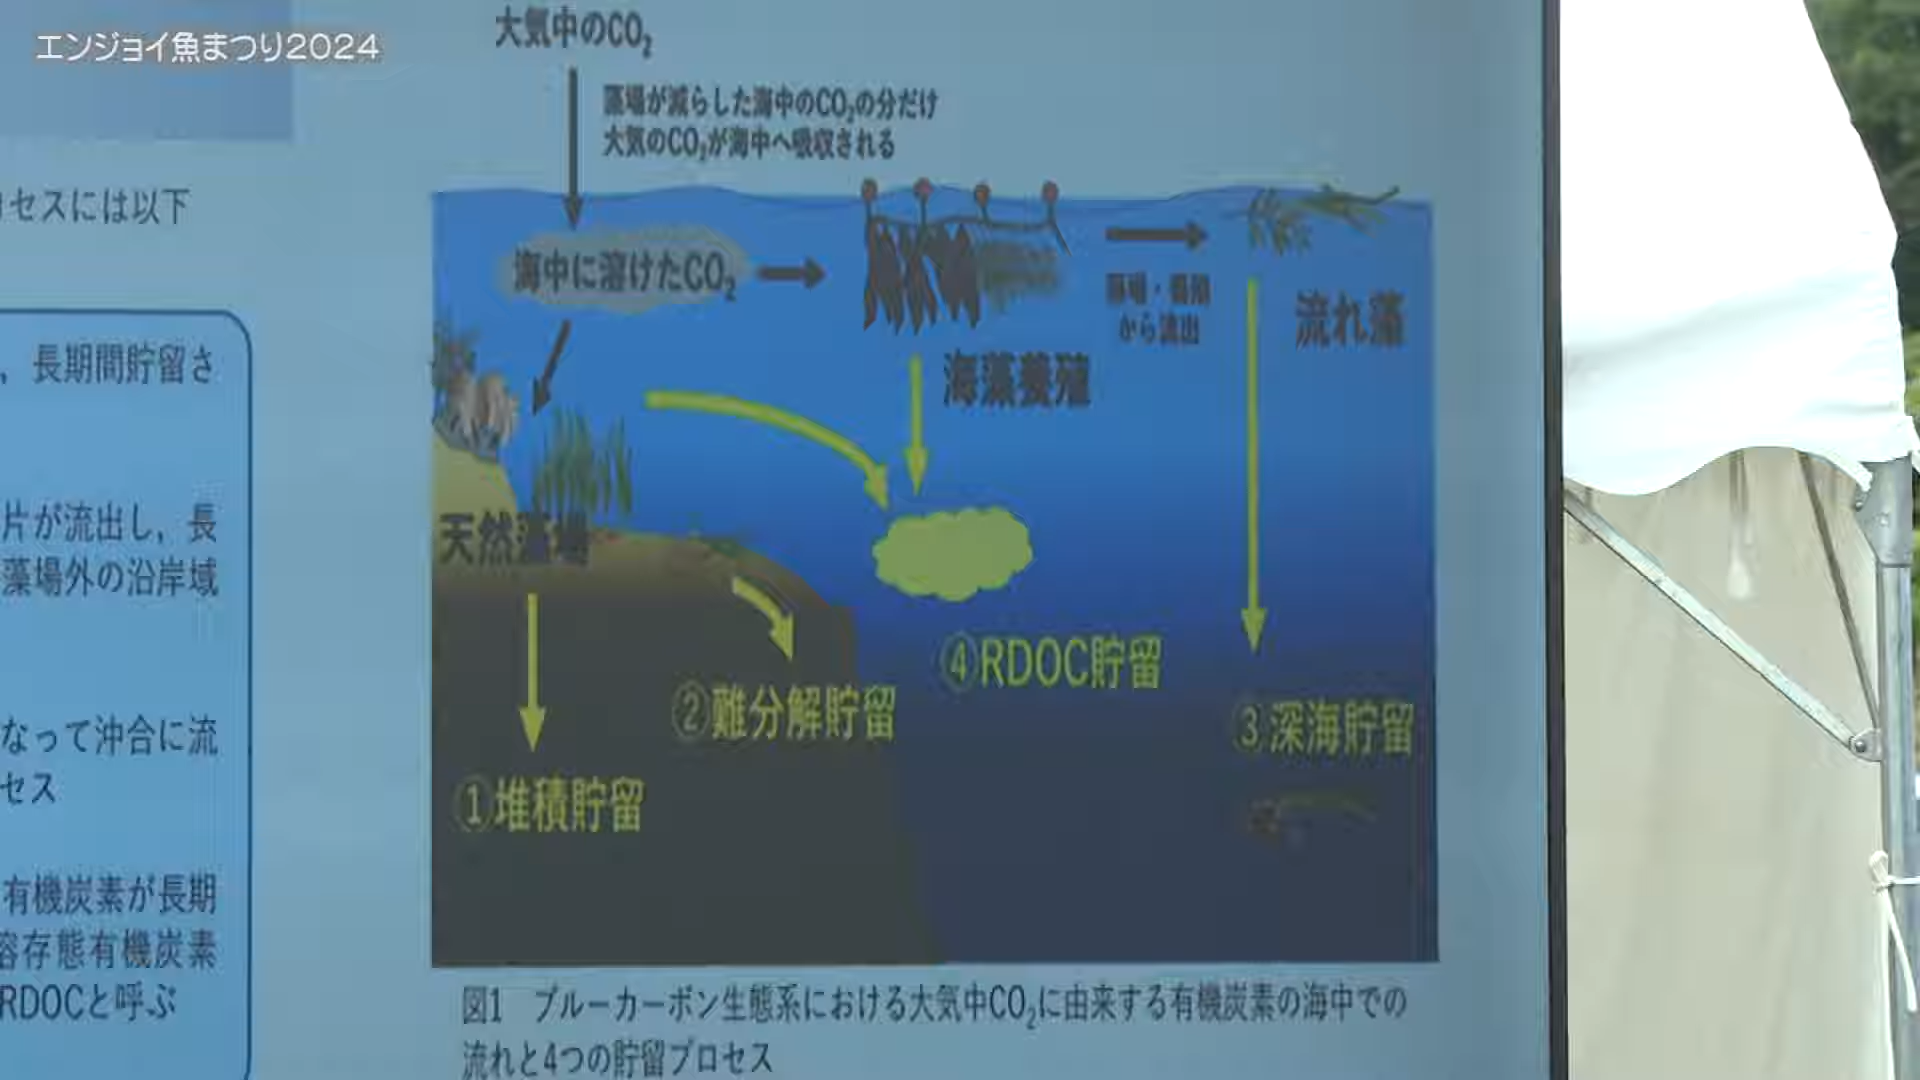 エンジョイ魚まつり2024
セスには以下
，長期間貯留さ
片が流出し，長
藻場外の沿岸域
なって沖合に流
セス
有機炭素が長期
溶存態有機炭素
RDOCと呼ぶ
大気中のCO₂
藻場が減らした海中のCO₂の分だけ
大気のCO₂が海中へ吸収される
海中に溶けたCO₂
藻場・養殖
から流出
流れ藻
海藻養殖
天然藻場
④RDOC貯留
②難分解貯留
③深海貯留
①堆積貯留
図1　ブルーカーボン生態系における大気中CO₂に由来する有機炭素の海中での
流れと4つの貯留プロセス